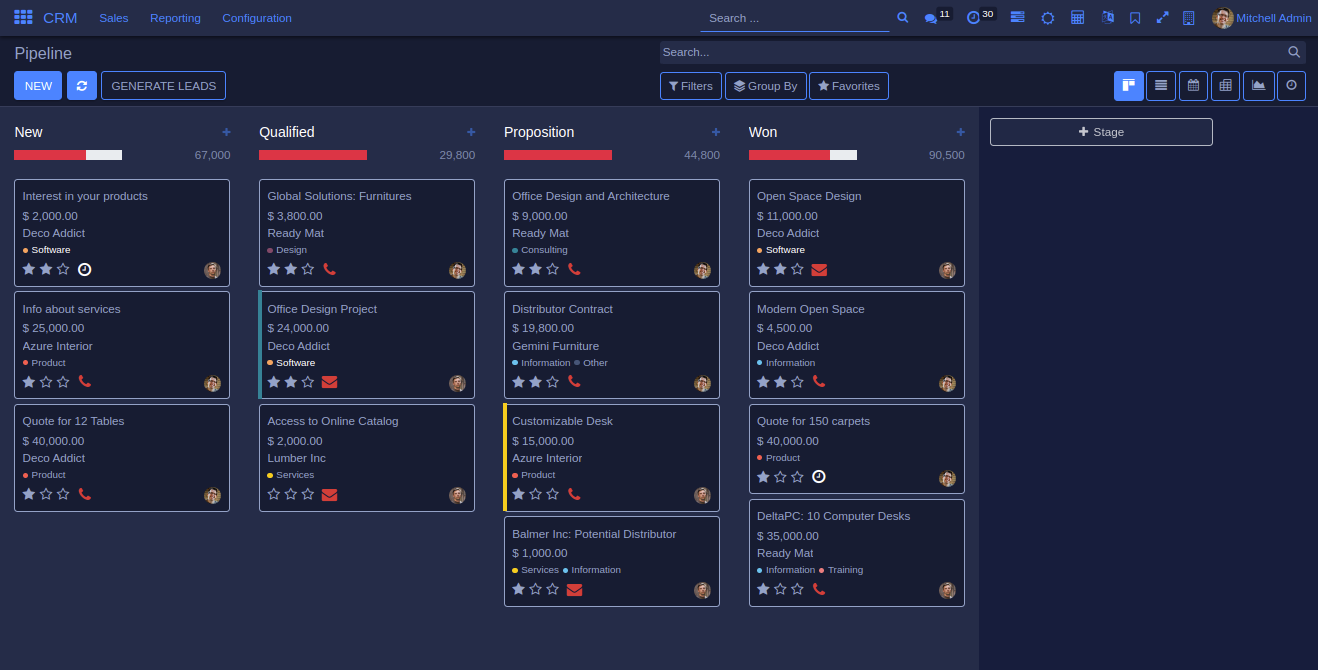 CRM Sales Reporting Configuration Search ... 11 30 Mitchell Admin
Pipeline Search...
NEW GENERATE LEADS Filters Group By Favorites
New
67,000
Interest in your products
$ 2,000.00
Deco Addict
Software
Info about services
$ 25,000.00
Azure Interior
Product
Quote for 12 Tables
$ 40,000.00
Deco Addict
Product
Qualified
29,800
Global Solutions: Furnitures
$ 3,800.00
Ready Mat
Design
Office Design Project
$ 24,000.00
Deco Addict
Software
Access to Online Catalog
$ 2,000.00
Lumber Inc
Services
Proposition
44,800
Office Design and Architecture
$ 9,000.00
Ready Mat
Consulting
Distributor Contract
$ 19,800.00
Gemini Furniture
Information Other
Customizable Desk
$ 15,000.00
Azure Interior
Product
Balmer Inc: Potential Distributor
$ 1,000.00
Services Information
Won
90,500
Open Space Design
$ 11,000.00
Deco Addict
Software
Modern Open Space
$ 4,500.00
Deco Addict
Information
Quote for 150 carpets
$ 40,000.00
Product
DeltaPC: 10 Computer Desks
$ 35,000.00
Ready Mat
Information Training
Stage